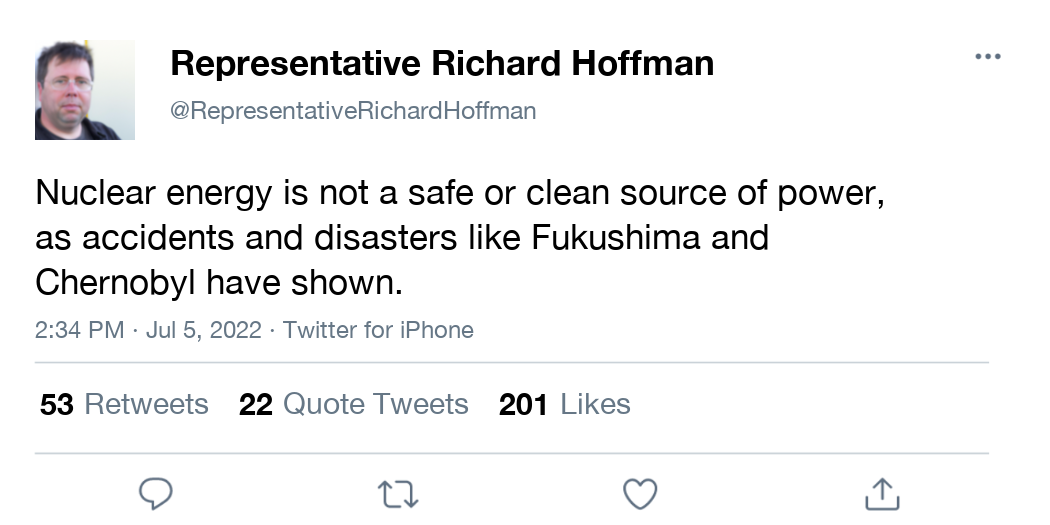 Representative Richard Hoffman
@RepresentativeRichardHoffman
Nuclear energy is not a safe or clean source of power,
as accidents and disasters like Fukushima and
Chernobyl have shown.
2:34 PM · Jul 5, 2022 · Twitter for iPhone
53 Retweets 22 Quote Tweets 201 Likes